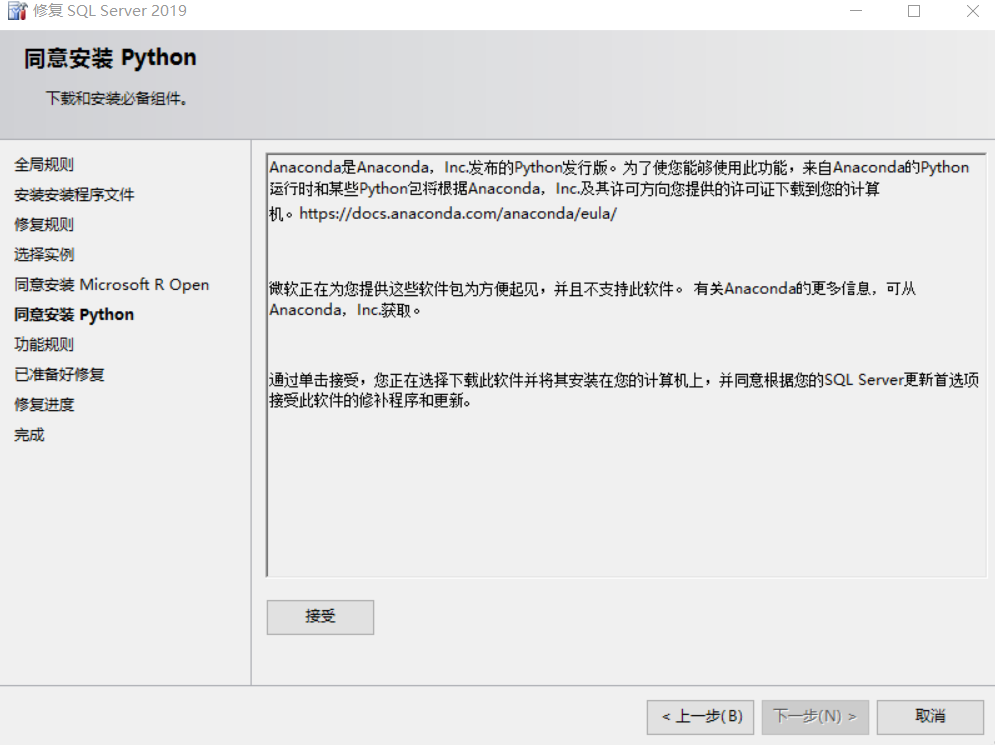 修复 SQL Server 2019
同意安装 Python
下载和安装必备组件。
全局规则
安装安装程序文件
修复规则
选择实例
同意安装 Microsoft R Open
同意安装 Python
功能规则
已准备好修复
修复进度
完成
Anaconda是Anaconda，Inc.发布的Python发行版。为了使您能够使用此功能，来自Anaconda的Python
运行时和某些Python包将根据Anaconda，Inc.及其许可方向您提供的许可证下载到您的计算
机。https://docs.anaconda.com/anaconda/eula/
微软正在为您提供这些软件包为方便起见，并且不支持此软件。 有关Anaconda的更多信息，可从
Anaconda，Inc.获取。
通过单击接受，您正在选择下载此软件并将其安装在您的计算机上，并同意根据您的SQL Server更新首选项
接受此软件的修补程序和更新。
接受
< 上一步(B)
下一步(N) >
取消